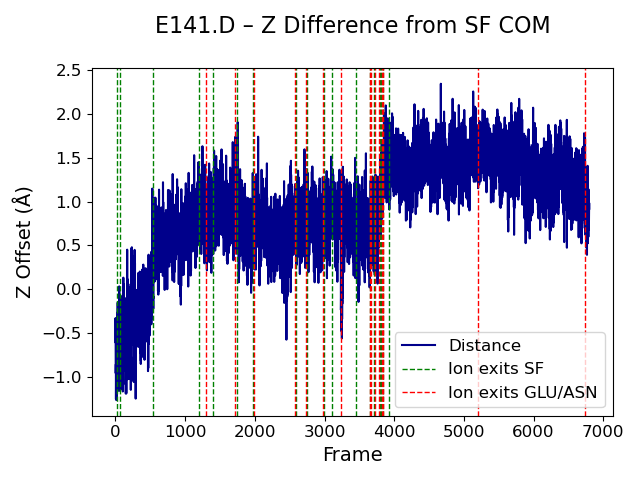 E141.D – Z Difference from SF COM
Z Offset (Å)
2.5
2.0
1.5
1.0
0.5
0.0
−0.5
−1.0
Distance
Ion exits SF
Ion exits GLU/ASN
0 1000 2000 3000 4000 5000 6000 7000
Frame